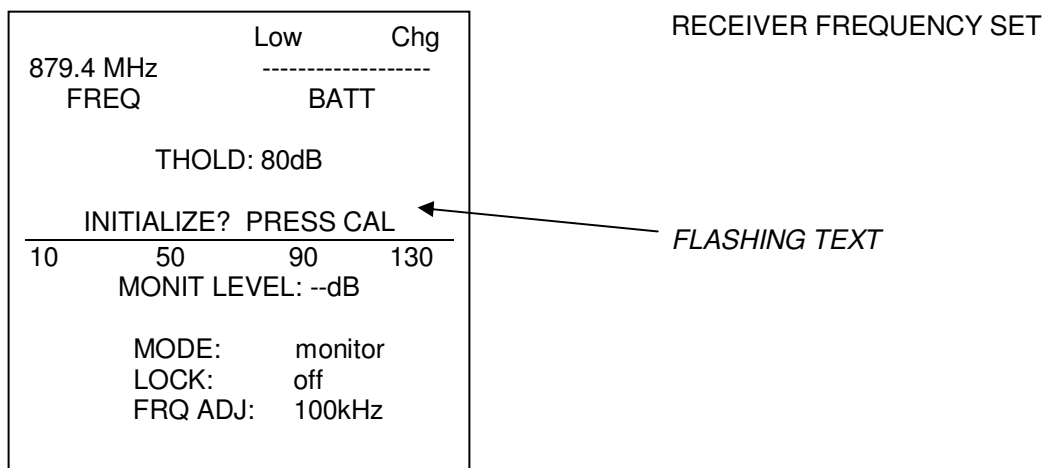 RECEIVER FREQUENCY SET
Low Chg
879.4 MHz -------------------
FREQ BATT
THOLD: 80dB
INITIALIZE? PRESS CAL
FLASHING TEXT
10 50 90 130
MONIT LEVEL: --dB
MODE: monitor
LOCK: off
FRQ ADJ: 100kHz